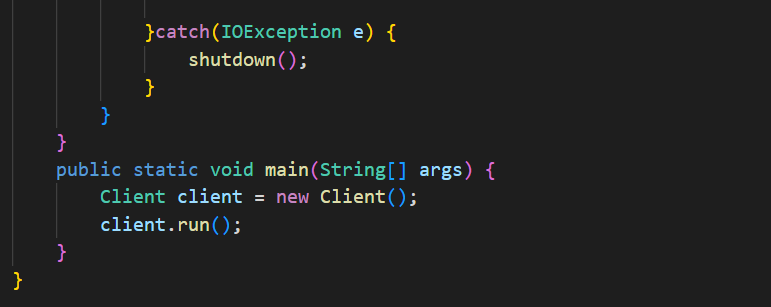 }catch(IOException e) {
shutdown();
}
}
}
public static void main(String[] args) {
Client client = new Client();
client.run();
}
}